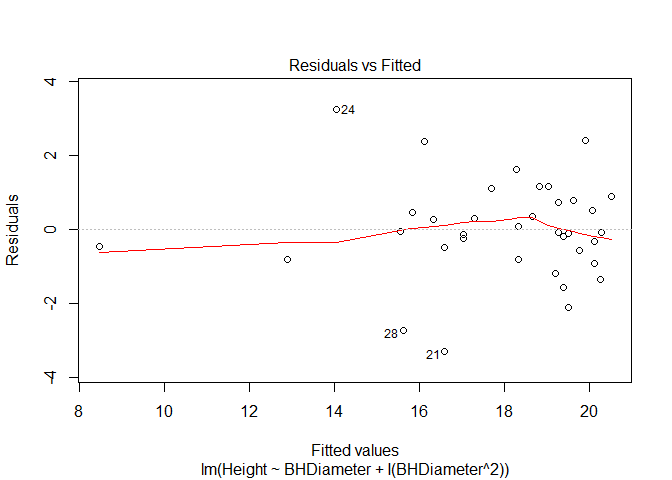 Residuals vs Fitted
Residuals
4
2
0
-2
-4
24
28
21
8 10 12 14 16 18 20
Fitted values
lm(Height ~ BHDiameter + I(BHDiameter^2))